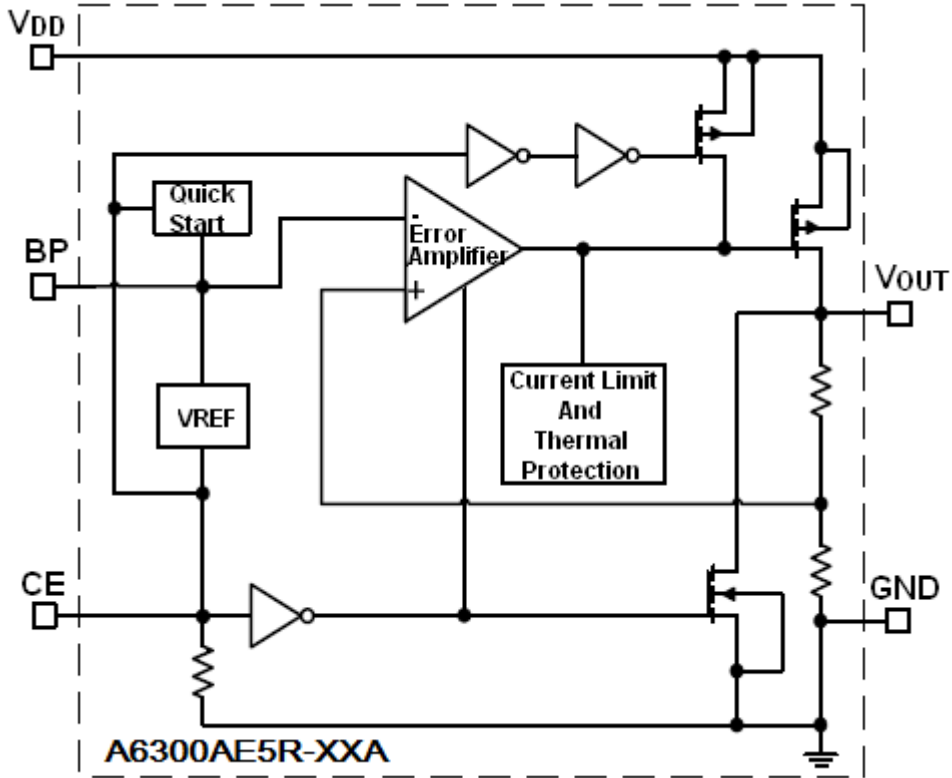 VDD
Quick
Start
-
Error
Amplifier
+
BP
VOUT
VREF
Current Limit
And
Thermal
Protection
CE
GND
A6300AE5R-XXA